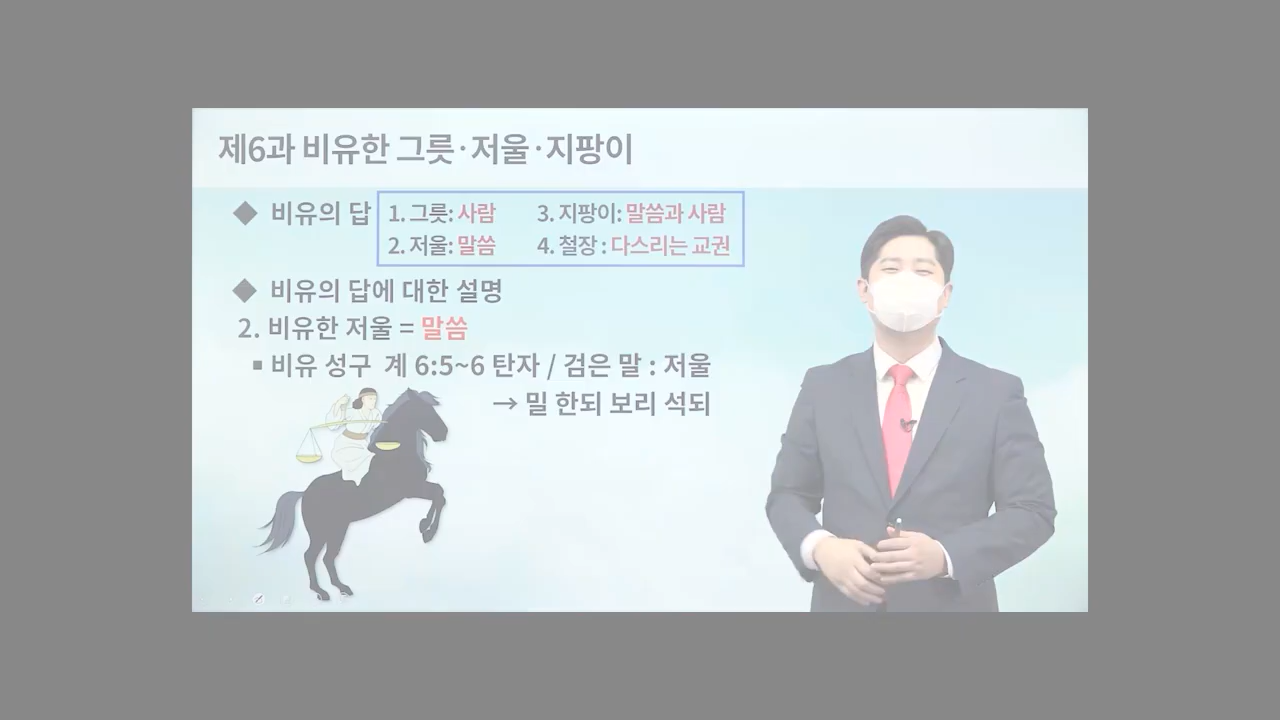 제6과 비유한 그릇·저울·지팡이
◆ 비유의 답
1. 그릇: 사람 3. 지팡이: 말씀과 사람
2. 저울: 말씀 4. 철장 : 다스리는 교권
◆ 비유의 답에 대한 설명
2. 비유한 저울 = 말씀
▪ 비유 성구 계 6:5~6 탄자 / 검은 말 : 저울
→ 밀 한되 보리 석되